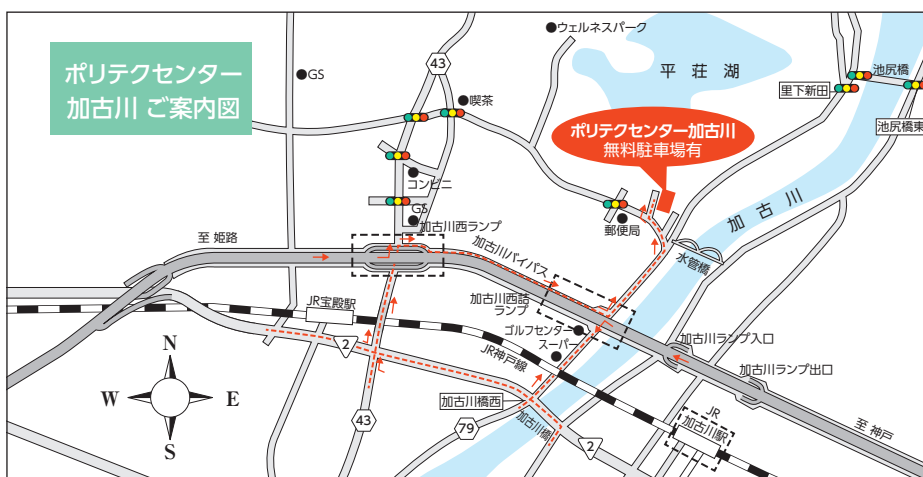 ポリテクセンター
加古川 ご案内図
GS
43
喫茶
ウェルネスパーク
平荘湖
池尻橋
里下新田
池尻橋東
ポリテクセンター加古川
無料駐車場有
コンビニ
GS
加古川西ランプ
郵便局
加古川
水管橋
至 姫路
加古川バイパス
加古川西詰
ランプ
JR宝殿駅
ゴルフセンター
スーパー
2
JR神戸線
加古川ランプ入口
加古川ランプ出口
N
W
E
S
43
加古川橋西
79
加古川橋
2
JR
加古川駅
至 神戸